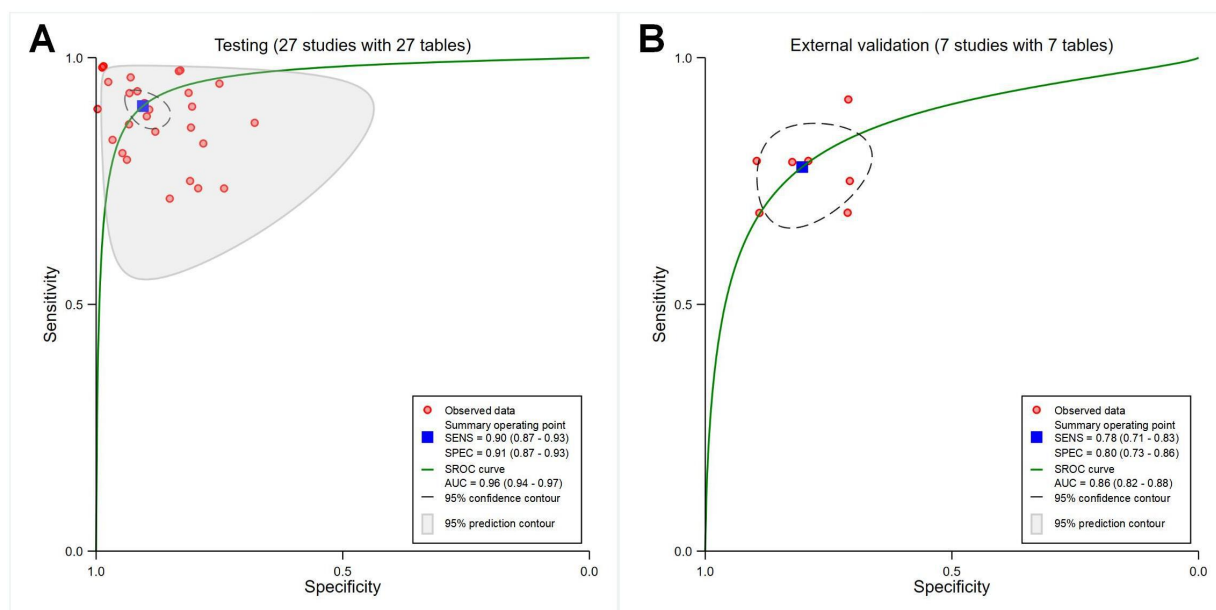 A
Testing (27 studies with 27 tables)
1.0
0.5
0.0
Sensitivity
1.0
0.5
0.0
Specificity
Observed data
Summary operating point
SENS = 0.90 (0.87 - 0.93)
SPEC = 0.91 (0.87 - 0.93)
SROC curve
AUC = 0.96 (0.94 - 0.97)
95% confidence contour
95% prediction contour
B
External validation (7 studies with 7 tables)
1.0
0.5
0.0
Sensitivity
1.0
0.5
0.0
Specificity
Observed data
Summary operating point
SENS = 0.78 (0.71 - 0.83)
SPEC = 0.80 (0.73 - 0.86)
SROC curve
AUC = 0.86 (0.82 - 0.88)
95% confidence contour
95% prediction contour